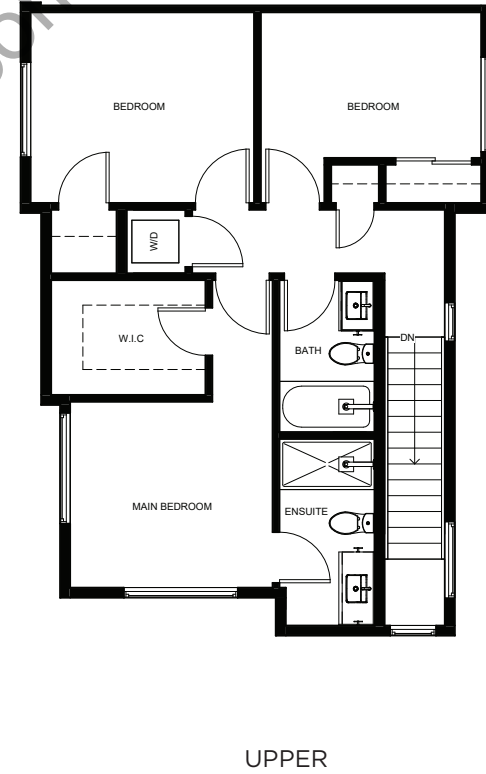 BEDROOM
BEDROOM
W/D
W.I.C
DN
BATH
MAIN BEDROOM
ENSUITE
UPPER